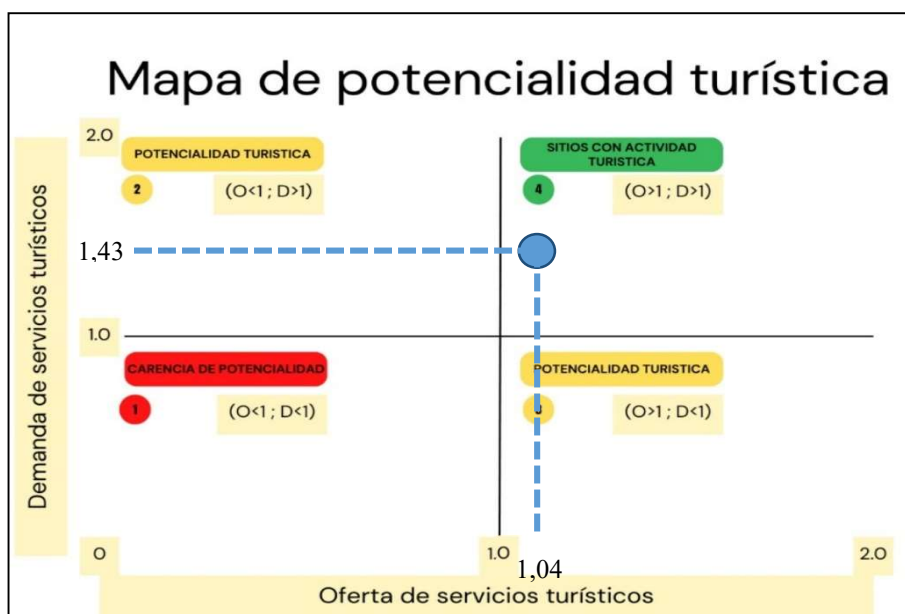 Mapa de potencialidad turística
Demanda de servicios turísticos
2.0
POTENCIALIDAD TURISTICA
2
(O<1 ; D>1)
SITIOS CON ACTIVIDAD
TURISTICA
4
(O>1 ; D>1)
1,43
1.0
CARENCIA DE POTENCIALIDAD
1
(O<1 ; D<1)
POTENCIALIDAD TURISTICA
3
(O>1 ; D<1)
0
1.0
1,04
2.0
Oferta de servicios turísticos